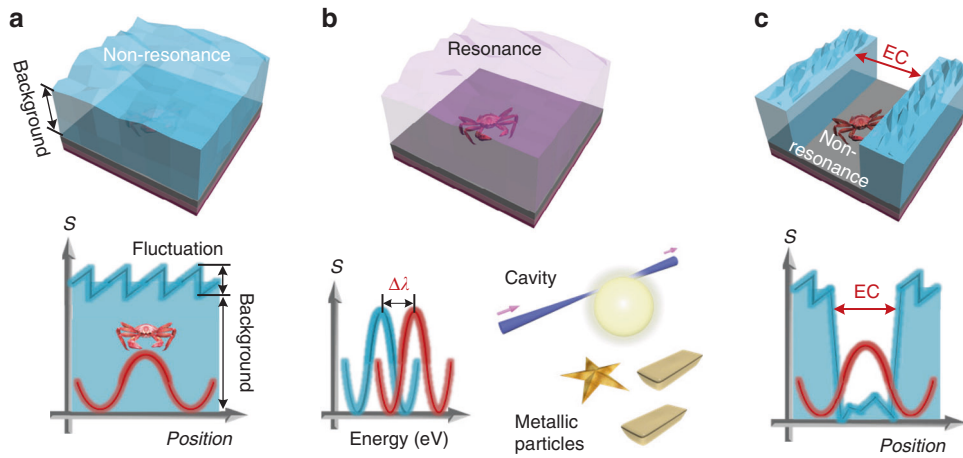 a
Non-resonance
Background
S
Fluctuation
Background
Position
b
Resonance
S
Δλ
Energy (eV)
Cavity
Metallic
particles
c
EC
Non-
resonance
S
EC
Position